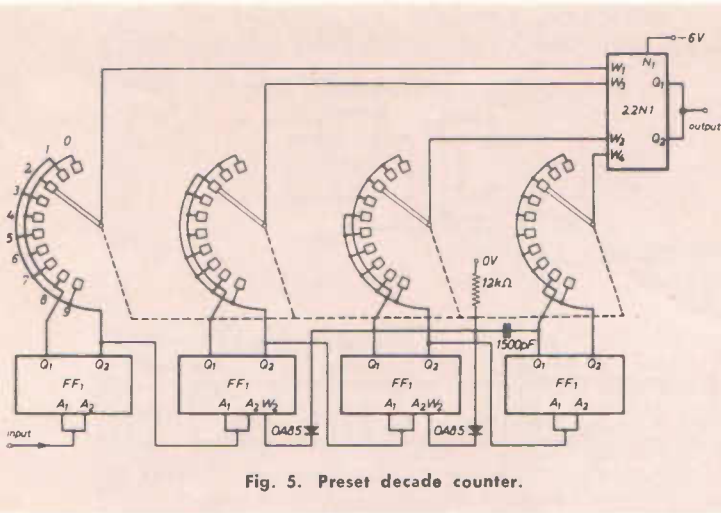 -6V
W₁ N₁
W₃ Q₁
2.2N1
output
W₂ Q₂
W₄
0
1
2
3
4
5
6
7
8
9
0V
12kΩ
1500pF
Q₁ Q₂
FF₁
A₁ A₂
input
Q₁ Q₂
FF₁
A₁ A₂ W₂
OA85
Q₁ Q₂
FF₁
A₁ A₂ W₂
OA85
Q₁ Q₂
FF₁
A₁ A₂
Fig. 5. Preset decade counter.